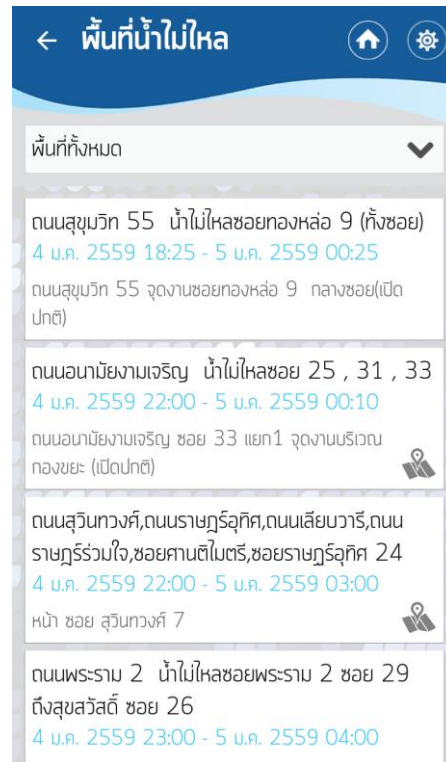 พื้นที่น้ำไม่ไหล
พื้นที่ทั้งหมด
ถนนสุขุมวิท 55 น้ำไม่ไหลซอยทองหล่อ 9 (ทั้งซอย)
4 ม.ค. 2559 18:25 - 5 ม.ค. 2559 00:25
ถนนสุขุมวิท 55 จุดงานซอยทองหล่อ 9 กลางซอย(เปิด
ปกติ)
ถนนอนามัยงามเจริญ น้ำไม่ไหลซอย 25 , 31 , 33
4 ม.ค. 2559 22:00 - 5 ม.ค. 2559 00:10
ถนนอนามัยงามเจริญ ซอย 33 แยก1 จุดงานบริเวณ
กองขยะ (เปิดปกติ)
ถนนสุวินทวงศ์,ถนนราษฎร์อุทิศ,ถนนเลียบวารี,ถนน
ราษฎร์ร่วมใจ,ซอยศานติไมตรี,ซอยราษฎร์อุทิศ 24
4 ม.ค. 2559 22:00 - 5 ม.ค. 2559 03:00
หน้า ซอย สุวินทวงศ์ 7
ถนนพระราม 2 น้ำไม่ไหลซอยพระราม 2 ซอย 29
ถึงสุขสวัสดิ์ ซอย 26
4 ม.ค. 2559 23:00 - 5 ม.ค. 2559 04:00